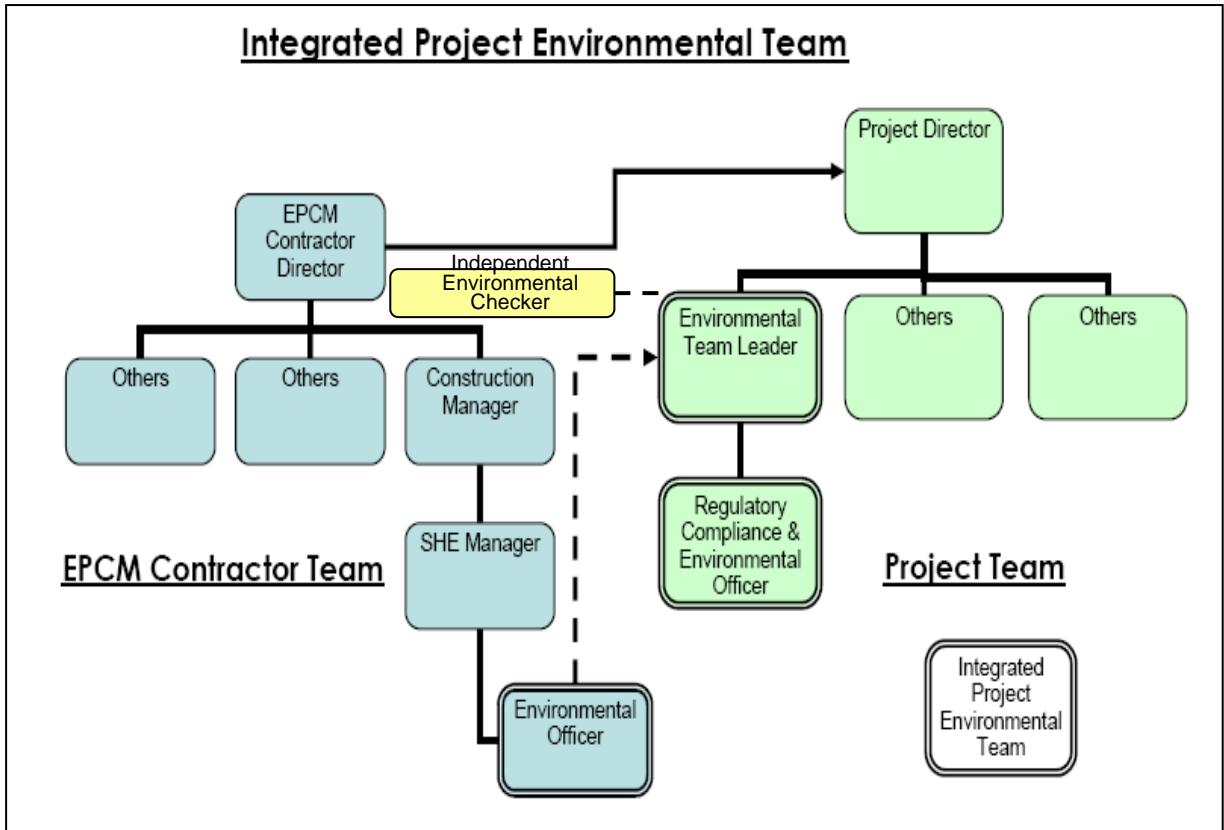 Integrated Project Environmental Team
Project Director
EPCM
Contractor
Director
Independent
Environmental
Checker
Environmental
Team Leader
Others
Others
Others
Others
Construction
Manager
Regulatory
Compliance &
Environmental
Officer
SHE Manager
EPCM Contractor Team
Project Team
Integrated
Project
Environmental
Team
Environmental
Officer